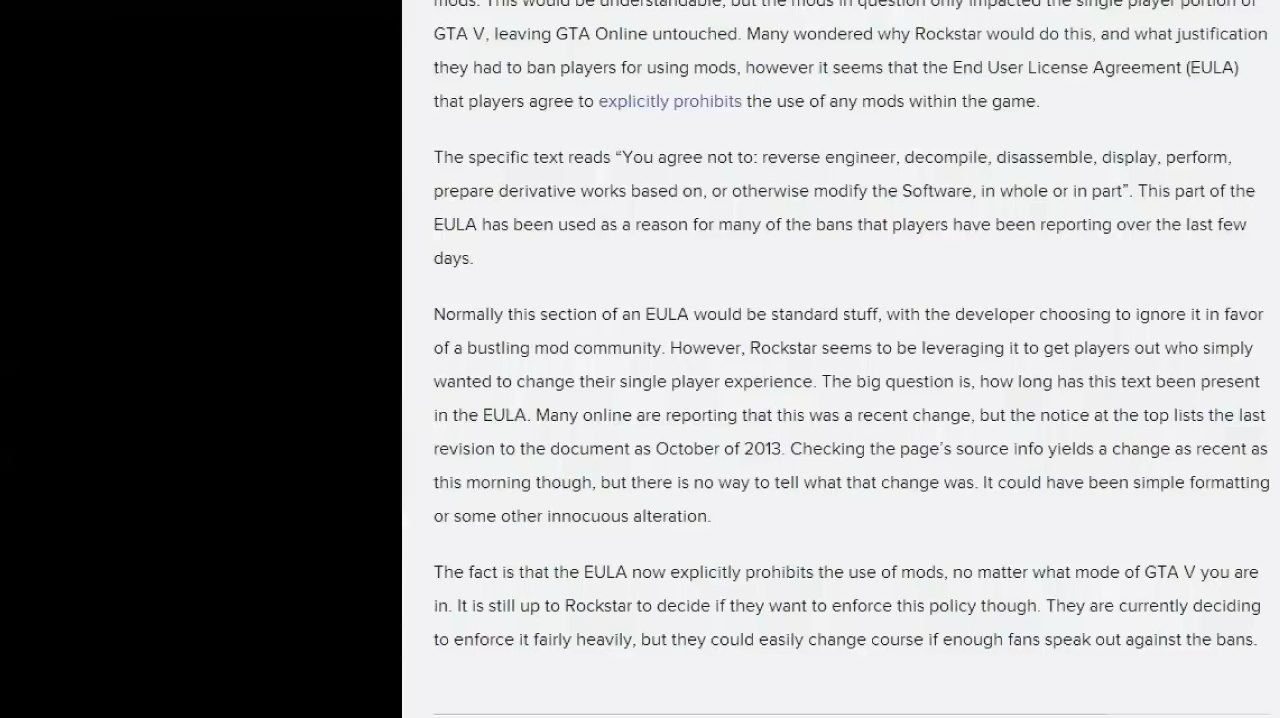 mods. This would be understandable, but the mods in question only impacted the single player portion of
GTA V, leaving GTA Online untouched. Many wondered why Rockstar would do this, and what justification
they had to ban players for using mods, however it seems that the End User License Agreement (EULA)
that players agree to explicitly prohibits the use of any mods within the game.
The specific text reads “You agree not to: reverse engineer, decompile, disassemble, display, perform,
prepare derivative works based on, or otherwise modify the Software, in whole or in part”. This part of the
EULA has been used as a reason for many of the bans that players have been reporting over the last few
days.
Normally this section of an EULA would be standard stuff, with the developer choosing to ignore it in favor
of a bustling mod community. However, Rockstar seems to be leveraging it to get players out who simply
wanted to change their single player experience. The big question is, how long has this text been present
in the EULA. Many online are reporting that this was a recent change, but the notice at the top lists the last
revision to the document as October of 2013. Checking the page’s source info yields a change as recent as
this morning though, but there is no way to tell what that change was. It could have been simple formatting
or some other innocuous alteration.
The fact is that the EULA now explicitly prohibits the use of mods, no matter what mode of GTA V you are
in. It is still up to Rockstar to decide if they want to enforce this policy though. They are currently deciding
to enforce it fairly heavily, but they could easily change course if enough fans speak out against the bans.